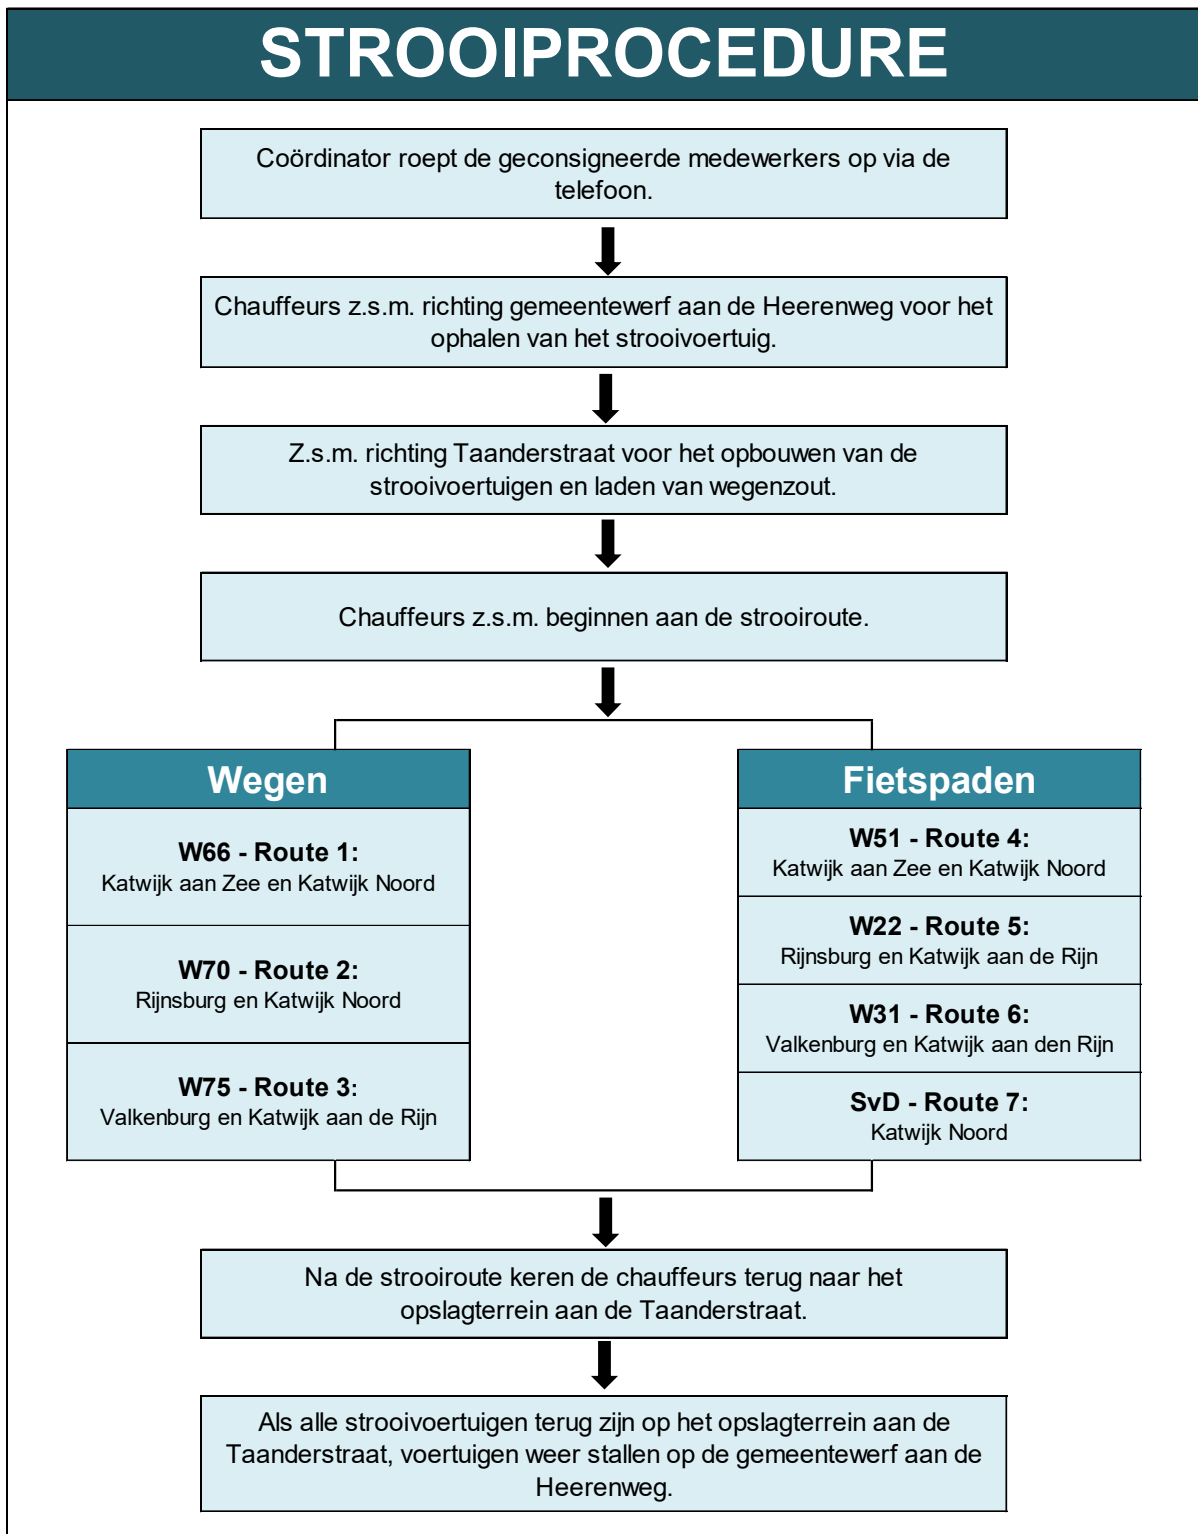 STROOIPROCEDURE
Coördinator roept de geconsigneerde medewerkers op via de
telefoon.
Chauffeurs z.s.m. richting gemeentewerf aan de Heerenweg voor het
ophalen van het strooivoertuig.
Z.s.m. richting Taanderstraat voor het opbouwen van de
strooivoertuigen en laden van wegenzout.
Chauffeurs z.s.m. beginnen aan de strooiroute.
Wegen
W66 - Route 1:
Katwijk aan Zee en Katwijk Noord
W70 - Route 2:
Rijnsburg en Katwijk Noord
W75 - Route 3:
Valkenburg en Katwijk aan de Rijn
Fietspaden
W51 - Route 4:
Katwijk aan Zee en Katwijk Noord
W22 - Route 5:
Rijnsburg en Katwijk aan de Rijn
W31 - Route 6:
Valkenburg en Katwijk aan den Rijn
SvD - Route 7:
Katwijk Noord
Na de strooiroute keren de chauffeurs terug naar het
opslagterrein aan de Taanderstraat.
Als alle strooivoertuigen terug zijn op het opslagterrein aan de
Taanderstraat, voertuigen weer stallen op de gemeentewerf aan de
Heerenweg.